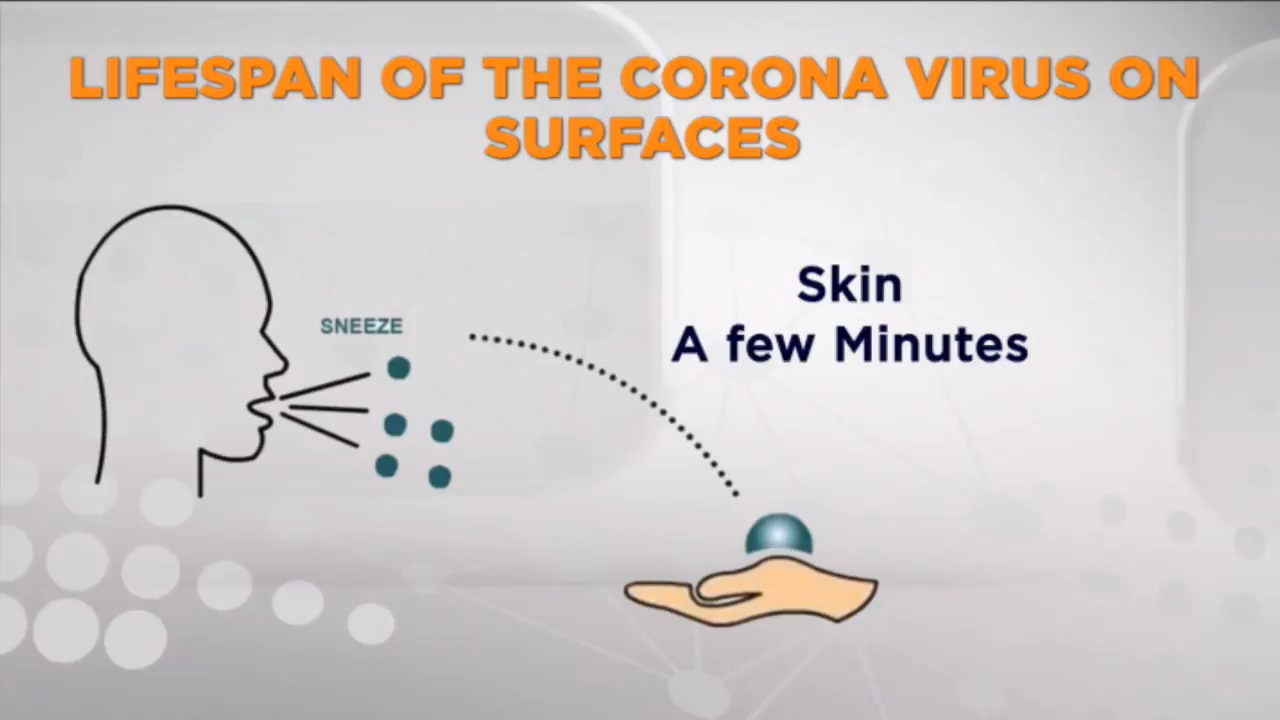 LIFESPAN OF THE CORONA VIRUS ON
SURFACES
SNEEZE
Skin
A few Minutes